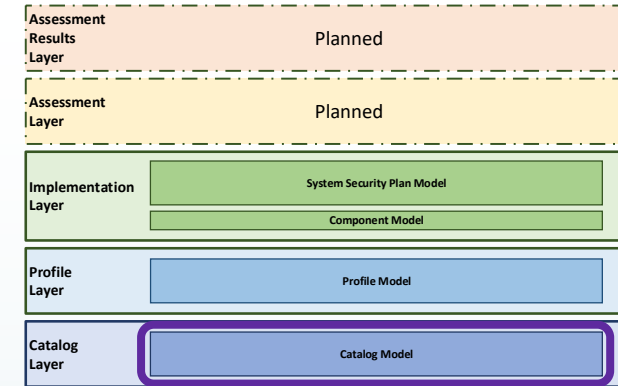 Assessment
Results
Layer
Planned
Assessment
Layer
Planned
Implementation
Layer
System Security Plan Model
Component Model
Profile
Layer
Profile Model
Catalog
Layer
Catalog Model